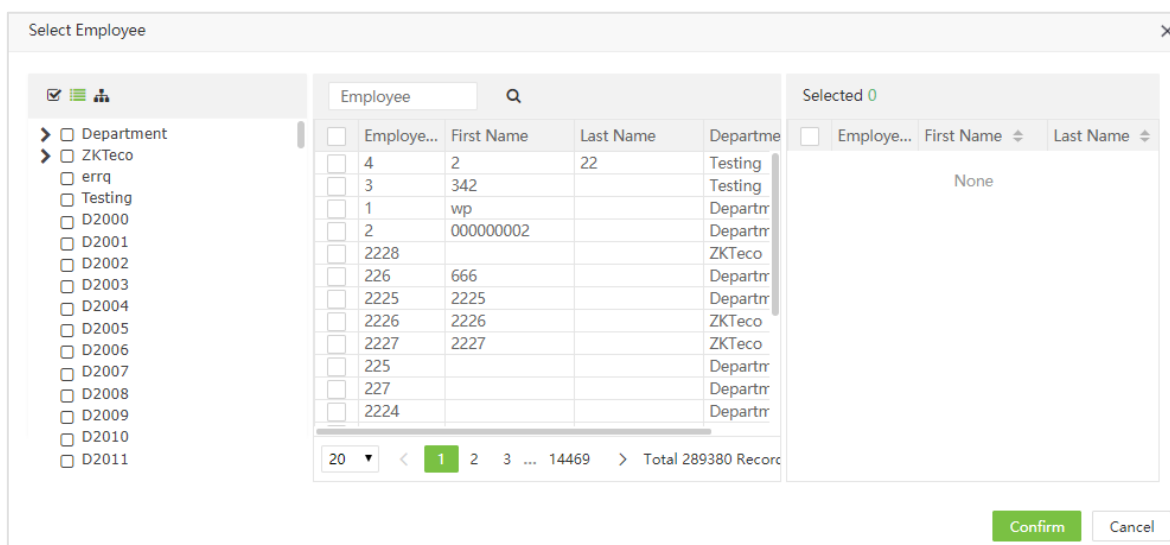 Select Employee
Department
ZKTeco
errq
Testing
D2000
D2001
D2002
D2003
D2004
D2005
D2006
D2007
D2008
D2009
D2010
D2011
Employee
Employe... First Name Last Name Departme
4 2 22 Testing
3 342 Testing
1 wp Departm
2 000000002 Departm
2228 ZKTeco
226 666 Departm
2225 2225 Departm
2226 2226 ZKTeco
2227 2227 ZKTeco
225 Departm
227 Departm
2224 Departm
20 < 1 2 3 ... 14469 > Total 289380 Record
Selected 0
Employe... First Name Last Name
None
Confirm Cancel